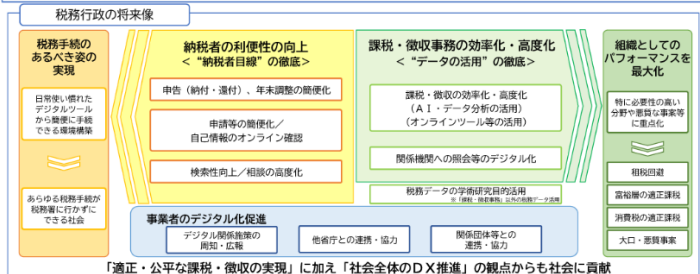 税務行政の将来像
税務手続の
あるべき姿の
実現
日常使い慣れた
デジタルツール
から簡便に手続
できる環境構築
あらゆる税務手続が
税務署に行かずに
できる社会
納税者の利便性の向上
＜“納税者目線”の徹底＞
申告（納付・還付）、年末調整の簡便化
申請等の簡便化／
自己情報のオンライン確認
検索性向上／相談の高度化
課税・徴収事務の効率化・高度化
＜“データの活用”の徹底＞
課税・徴収の効率化・高度化
（ＡＩ・データ分析の活用）
（オンラインツール等の活用）
関係機関への照会等のデジタル化
税務データの学術研究目的活用
※「課税・徴収事務」以外の税務データ活用
組織としての
パフォーマンスを
最大化
特に必要性の高い
分野や悪質な事案等
に重点化
租税回避
富裕層の適正課税
消費税の適正課税
大口・悪質事案
事業者のデジタル化促進
デジタル関係施策の
周知・広報
他省庁との連携・協力
関係団体等との
連携・協力
「適正・公平な課税・徴収の実現」に加え「社会全体のＤＸ推進」の観点からも社会に貢献